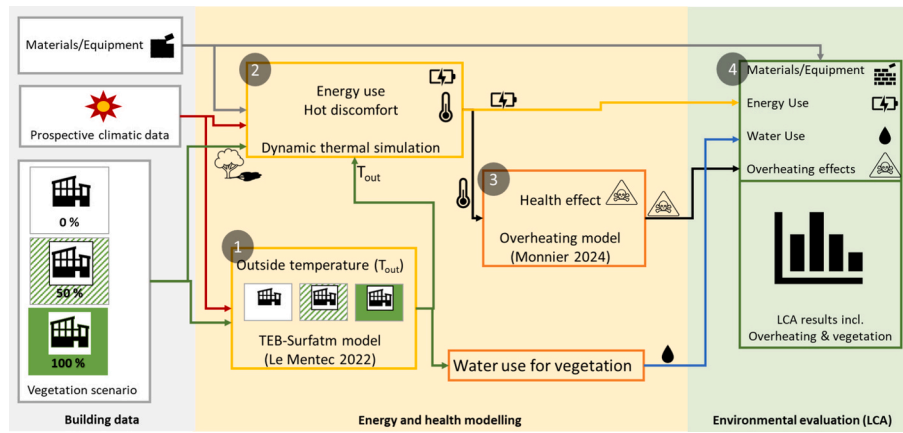 Materials/Equipment
Prospective climatic data
0 %
50 %
100 %
Vegetation scenario
Building data
2
Energy use
Hot discomfort
Dynamic thermal simulation
T_out
1
Outside temperature (T_out)
TEB-Surfatm model
(Le Mentec 2022)
3
Health effect
Overheating model
(Monnier 2024)
Water use for vegetation
Energy and health modelling
4
Materials/Equipment
Energy Use
Water Use
Overheating effects
LCA results incl.
Overheating & vegetation
Environmental evaluation (LCA)